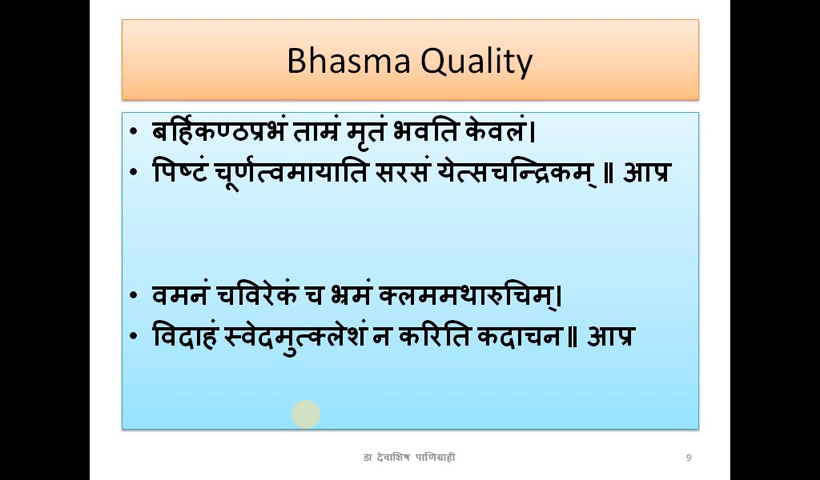 Bhasma Quality
• बर्हिकण्ठप्रभं ताम्रं मृतं भवति केवलं।
• पिष्टं चूर्णत्वमायाति सरसं येत्सचन्द्रिकम् ॥ आप्र
• वमनं चविरेकं च भ्रमं क्लममथारुचिम्।
• विदाहं स्वेदमुत्क्लेशं न करिति कदाचन॥ आप्र
डा देवाशिष पाणिग्राही
9